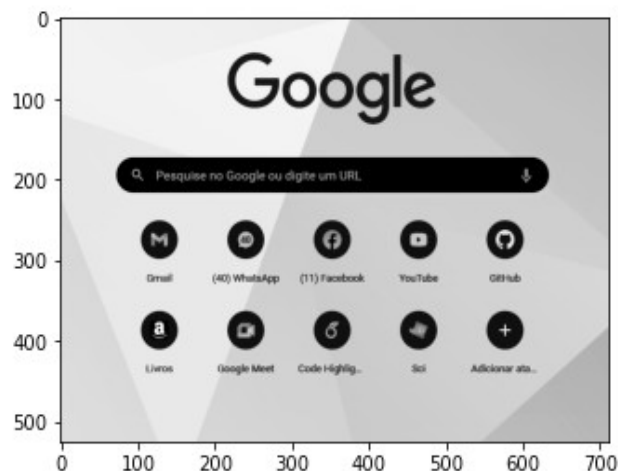 0
100
200
300
400
500
Google
Pesquise no Google ou digite um URL
Gmail (40) WhatsApp (11) Facebook YouTube GitHub
a
Livros Google Meet Code Highlig... Sci Adicionar ata...
0 100 200 300 400 500 600 700